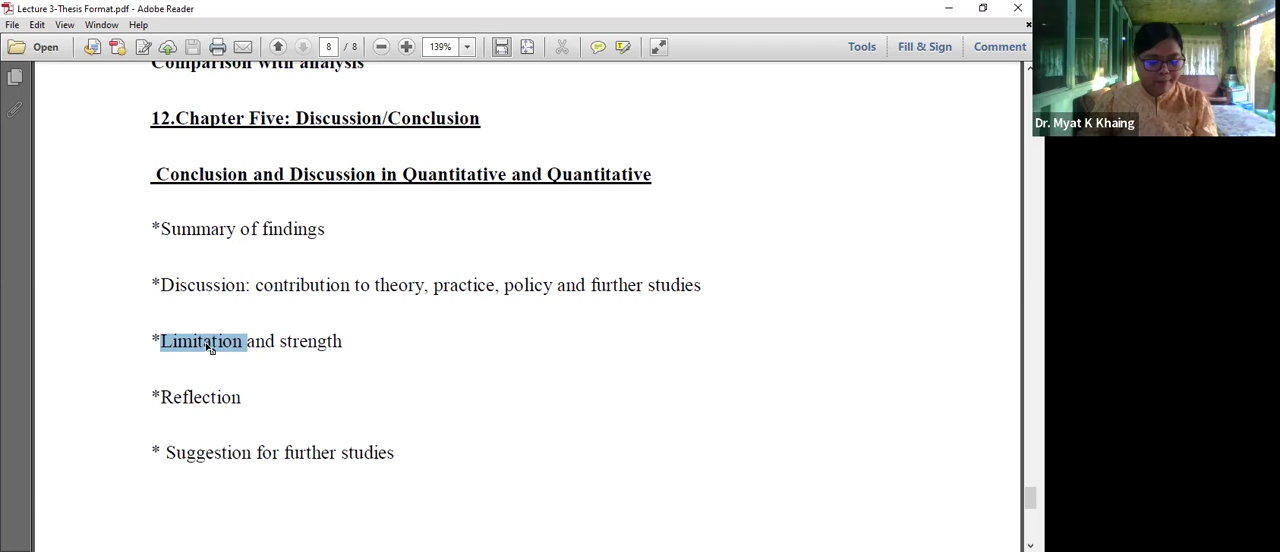 Lecture 3-Thesis Format.pdf - Adobe Reader
File Edit View Window Help
Open 8 / 8 139% Tools Fill & Sign Comment
Comparison with analysis
12.Chapter Five: Discussion/Conclusion
Conclusion and Discussion in Quantitative and Quantitative
*Summary of findings
*Discussion: contribution to theory, practice, policy and further studies
*Limitation and strength
*Reflection
* Suggestion for further studies
Dr. Myat K Khaing